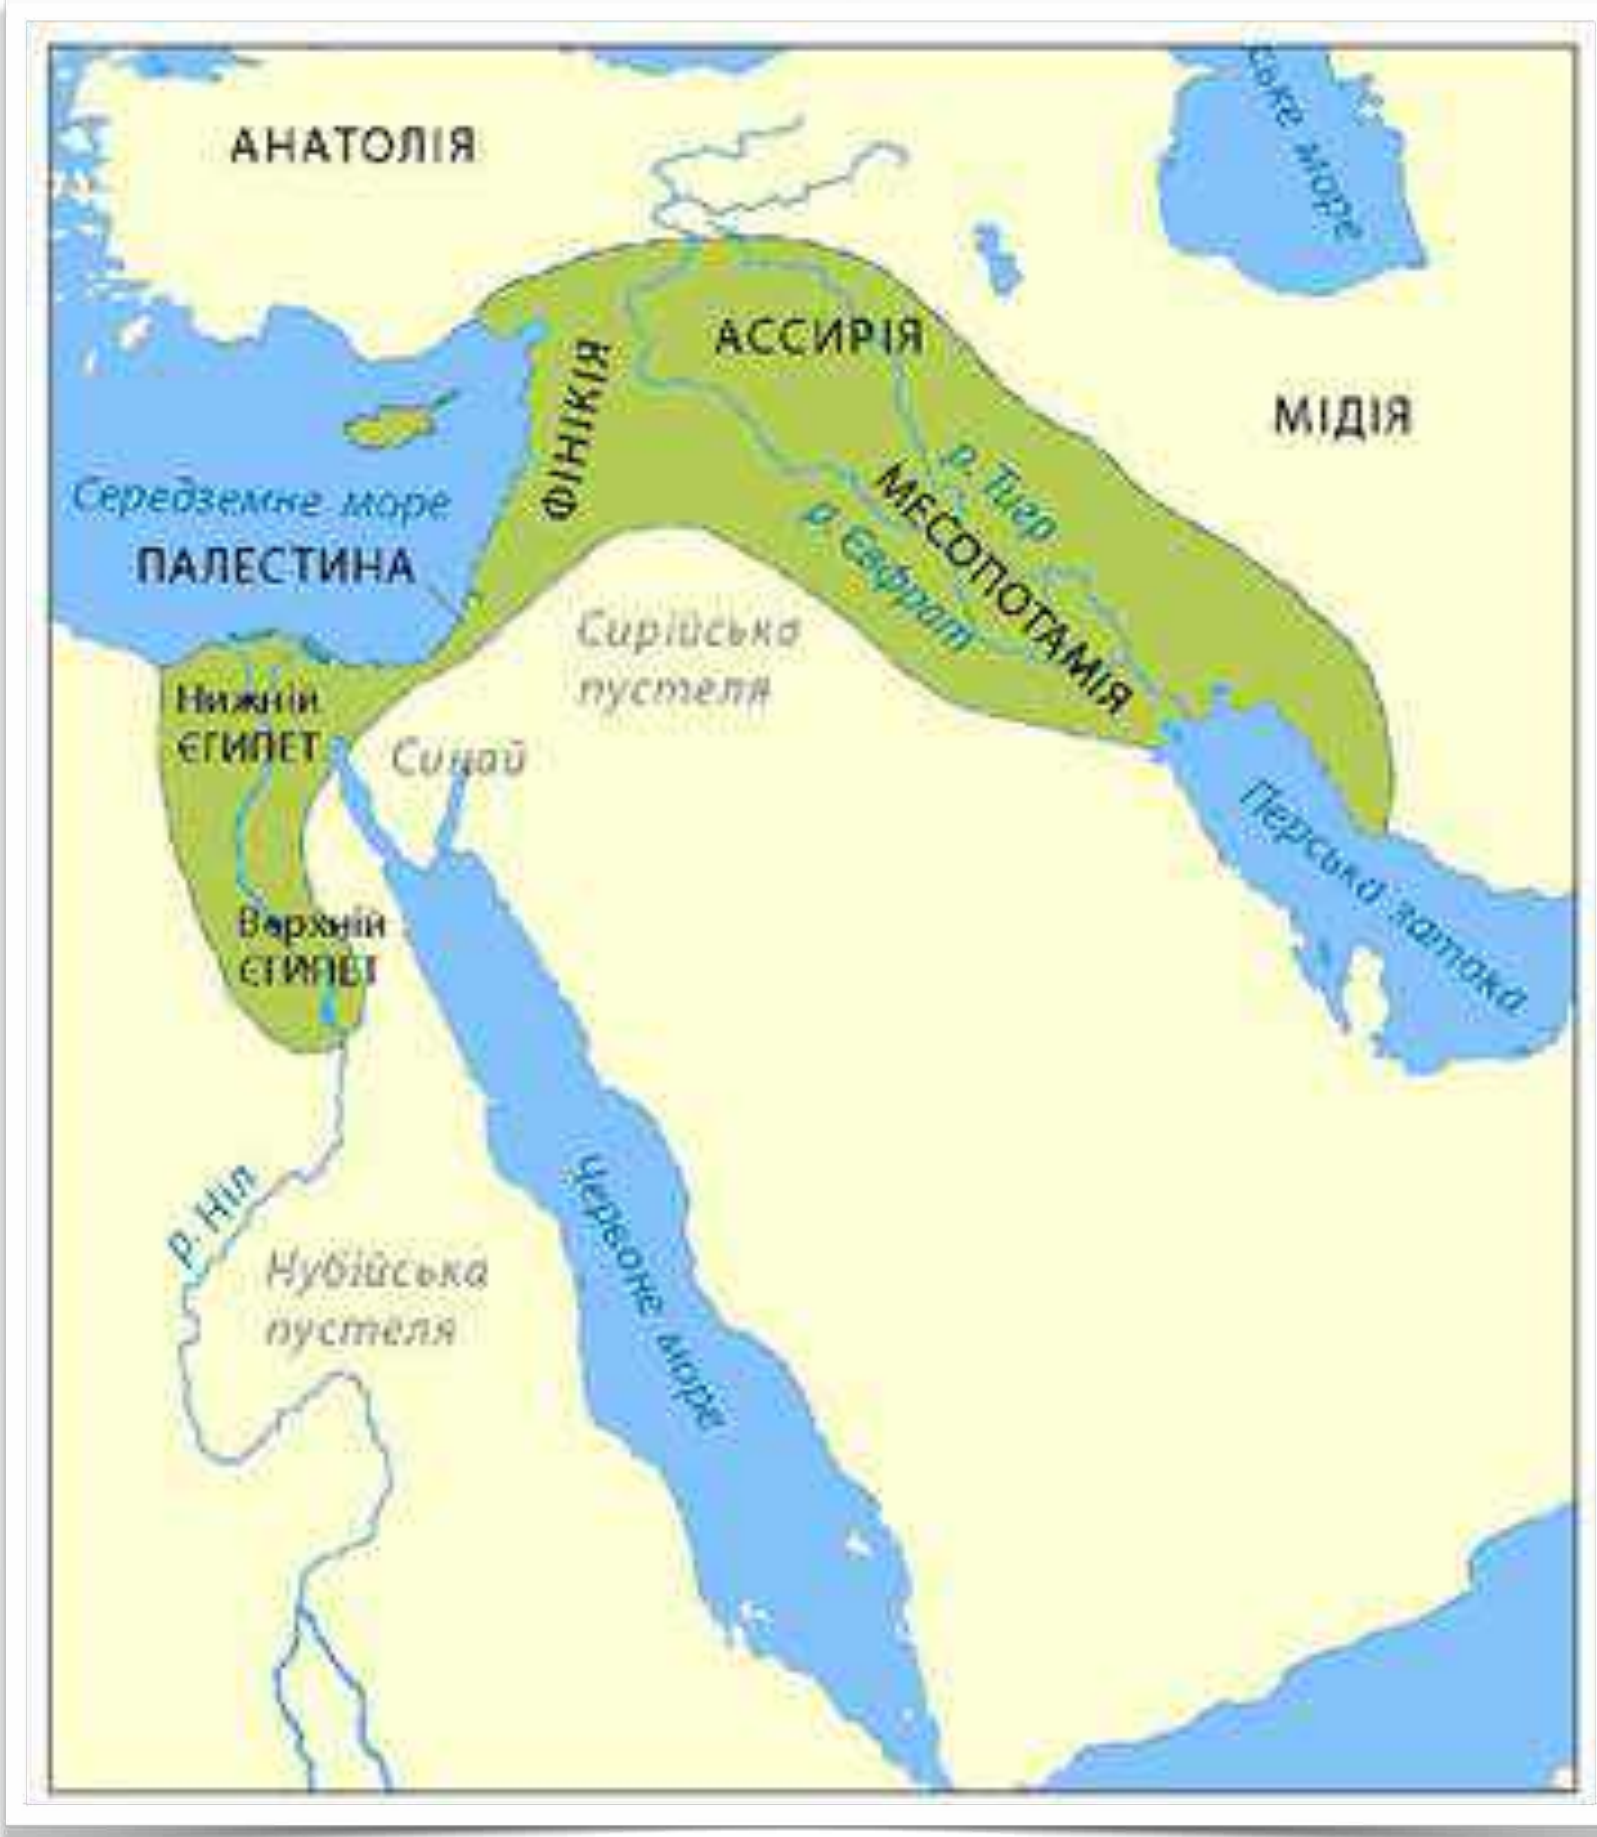 АНАТОЛІЯ
ське море
АССИРІЯ
ФІНІКІЯ
МІДІЯ
р. Тигр
МЕСОПОТАМІЯ
р. Євфрат
Середземне море
ПАЛЕСТИНА
Сирійська
пустеля
Нижній
ЄГИПЕТ
Синай
Перська затока
Верхній
ЄГИПЕТ
р. Ніл
Червоне море
Нубійська
пустеля